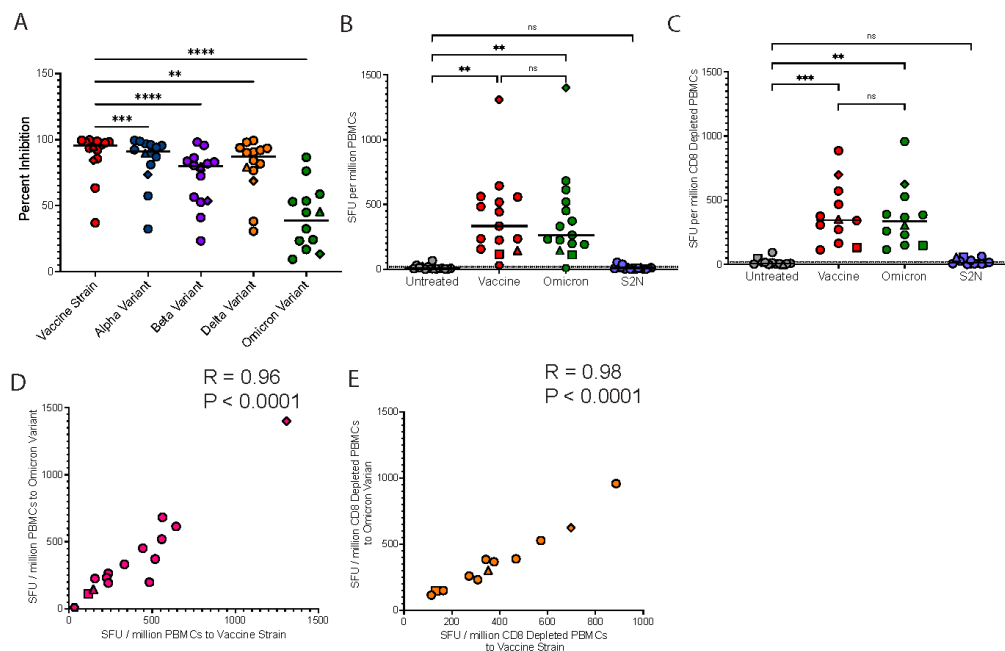 A
Percent Inhibition
150
100
50
0
****
**
****
***
Vaccine Strain
Alpha Variant
Beta Variant
Delta Variant
Omicron Variant
B
SFU per million PBMCs
1500
1000
500
0
ns
**
**
ns
Untreated
Vaccine
Omicron
S2N
C
SFU per million CD8 Depleted PBMCs
1500
1000
500
0
ns
**
***
ns
Untreated
Vaccine
Omicron
S2N
D
R = 0.96
P < 0.0001
SFU / million PBMCs to Omicron Variant
1500
1000
500
0
0 500 1000 1500
SFU / million PBMCs to Vaccine Strain
E
R = 0.98
P < 0.0001
SFU / million CD8 Depleted PBMCs
to Omicron Varian
1500
1000
500
0
0 200 400 600 800 1000
SFU / million CD8 Depleted PBMCs
to Vaccine Strain